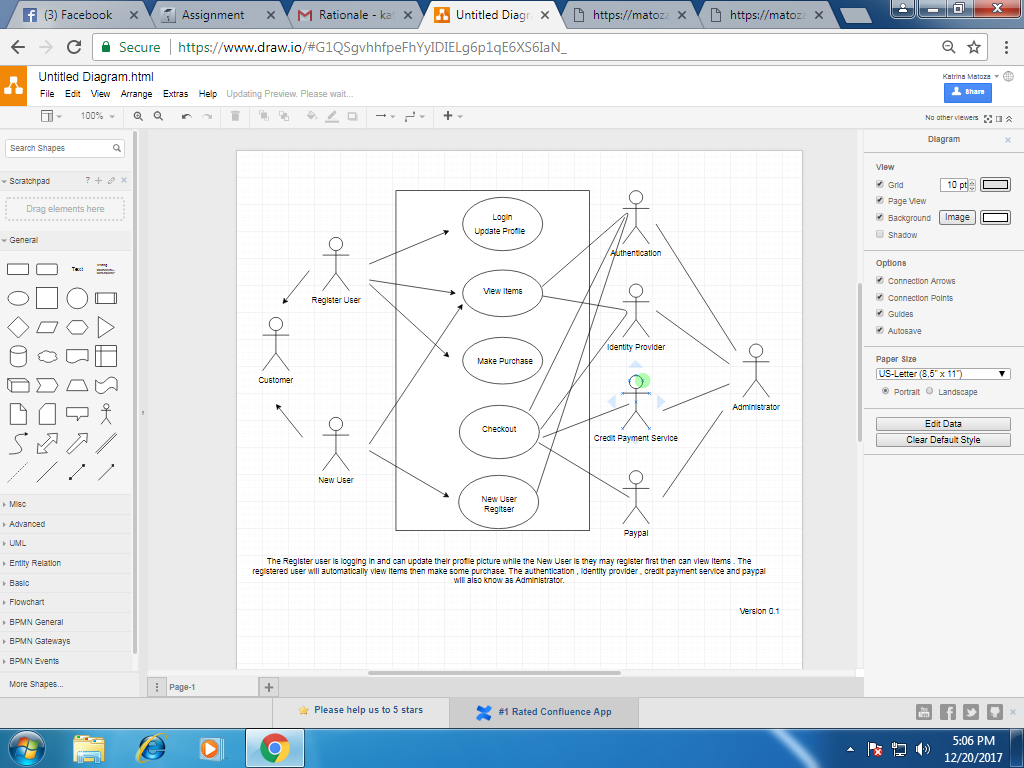 (3) Facebook
Assignment
Rationale - ka
Untitled Diagr
https://matoza
https://matoza
Secure
https://www.draw.io/#G1QSgvhhfpeFhYyIDIELg6p1qE6XS6IaN_
Untitled Diagram.html
Katrina Matoza
File Edit View Arrange Extras Help Updating Preview. Please wait...
Share
100%
No other viewers
Search Shapes
Scratchpad
?
Drag elements here
General
Text
Misc
Advanced
UML
Entity Relation
Basic
Flowchart
BPMN General
BPMN Gateways
BPMN Events
More Shapes...
Login
Update Profile
View Items
Make Purchase
Checkout
New User
Regitser
Register User
Customer
New User
Authentication
Identity Provider
Credit Payment Service
Paypal
Administrator
The Register user is logging in and can update their profile picture while the New User is they may register first then can view items . The
registered user will automatically view items then make some purchase. The authentication , identity provider , credit payment service and paypal
will also know as Administrator.
Version 0.1
Diagram
View
Grid
10 pt
Page View
Background
Image
Shadow
Options
Connection Arrows
Connection Points
Guides
Autosave
Paper Size
US-Letter (8,5" x 11")
Portrait
Landscape
Edit Data
Clear Default Style
Page-1
Please help us to 5 stars
#1 Rated Confluence App
5:06 PM
12/20/2017